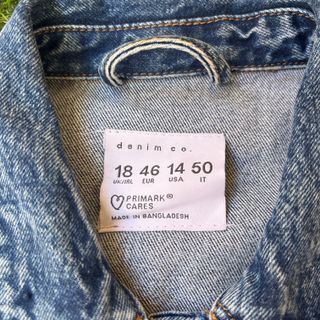 denim co.
18 46 14 50
UK/IRL EUR USA IT
PRIMARK®
CARES
MADE IN BANGLADESH